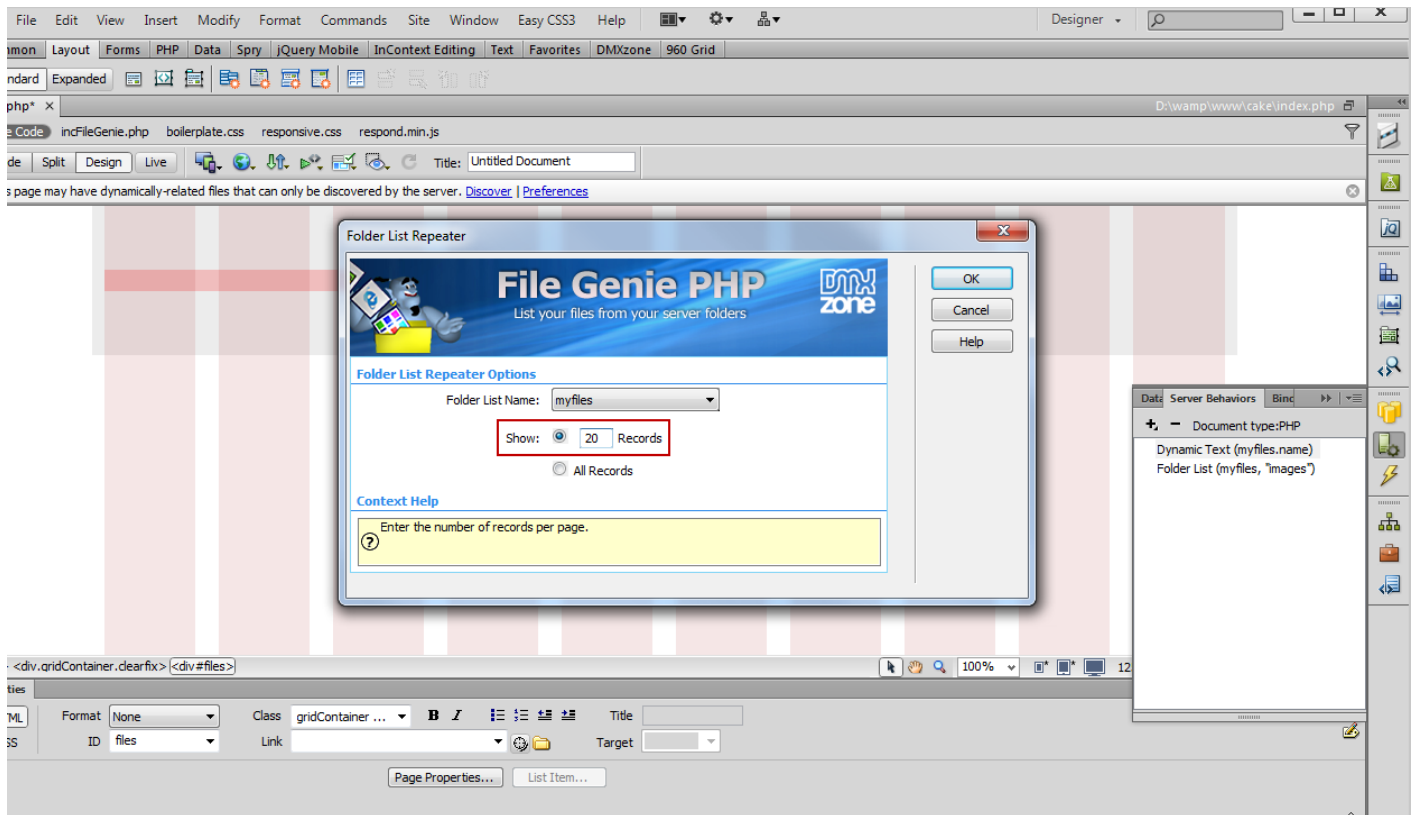 File Edit View Insert Modify Format Commands Site Window Easy CSS3 Help Designer
mmon Layout Forms PHP Data Spry jQuery Mobile InContext Editing Text Favorites DMXzone 960 Grid
ndard Expanded
php* D:\wamp\www\cake\index.php
e Code incFileGenie.php boilerplate.css responsive.css respond.min.js
de Split Design Live Title: Untitled Document
s page may have dynamically-related files that can only be discovered by the server. Discover | Preferences
Folder List Repeater
File Genie PHP
List your files from your server folders
DMX
zone
OK
Cancel
Help
Folder List Repeater Options
Folder List Name: myfiles
Show: 20 Records
All Records
Context Help
Enter the number of records per page.
Data Server Behaviors Bind
Document type:PHP
Dynamic Text (myfiles.name)
Folder List (myfiles, "images")
jQ
<div.gridContainer.clearfix> <div#files> 100% 12
ties
TML Format None Class gridContainer ... B I Title
SS ID files Link Target
Page Properties... List Item...